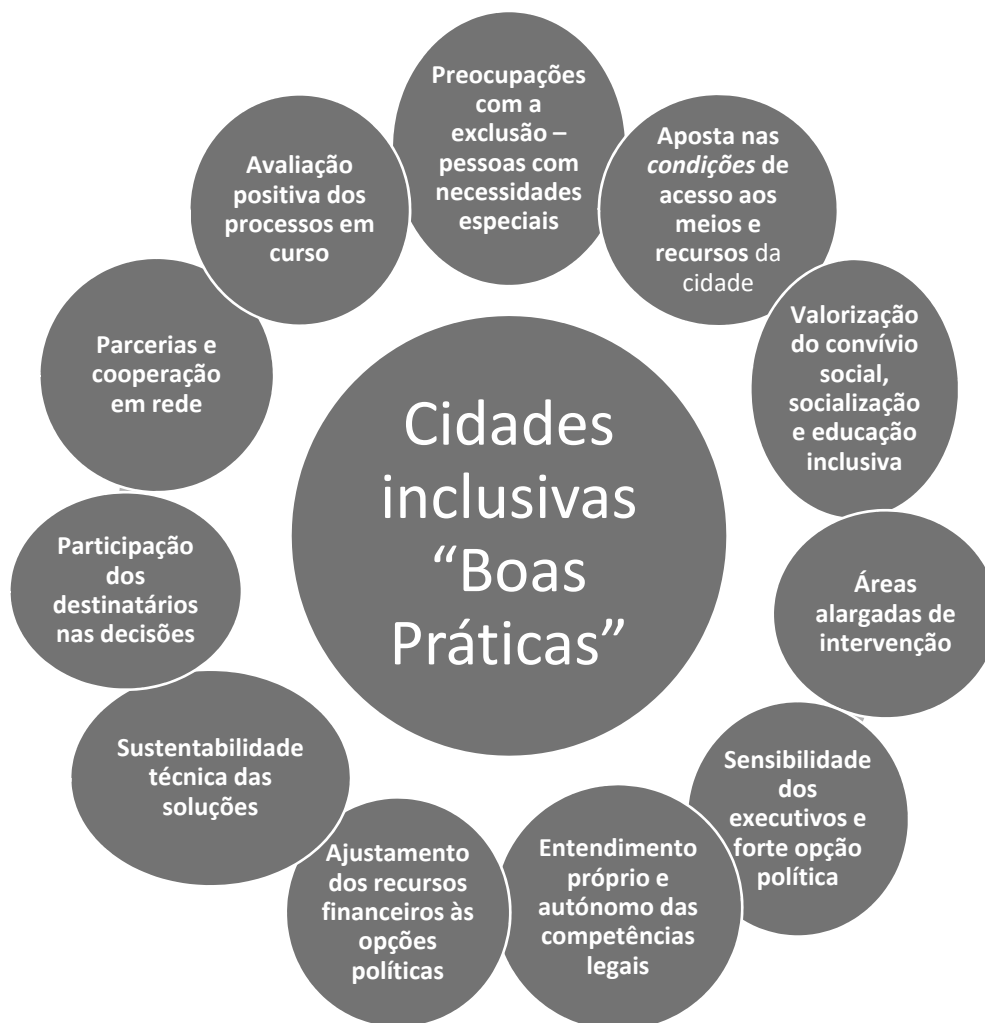 Preocupações
com a
exclusão –
pessoas com
necessidades
especiais
Aposta nas
condições de
acesso aos
meios e
recursos da
cidade
Valorização
do convívio
social,
socialização
e educação
inclusiva
Áreas
alargadas de
intervenção
Sensibilidade
dos
executivos e
forte opção
política
Entendimento
próprio e
autónomo das
competências
legais
Ajustamento
dos recursos
financeiros às
opções
políticas
Sustentabilidade
técnica das
soluções
Participação
dos
destinatários
nas decisões
Parcerias e
cooperação
em rede
Avaliação
positiva dos
processos em
curso
Cidades
inclusivas
“Boas
Práticas”